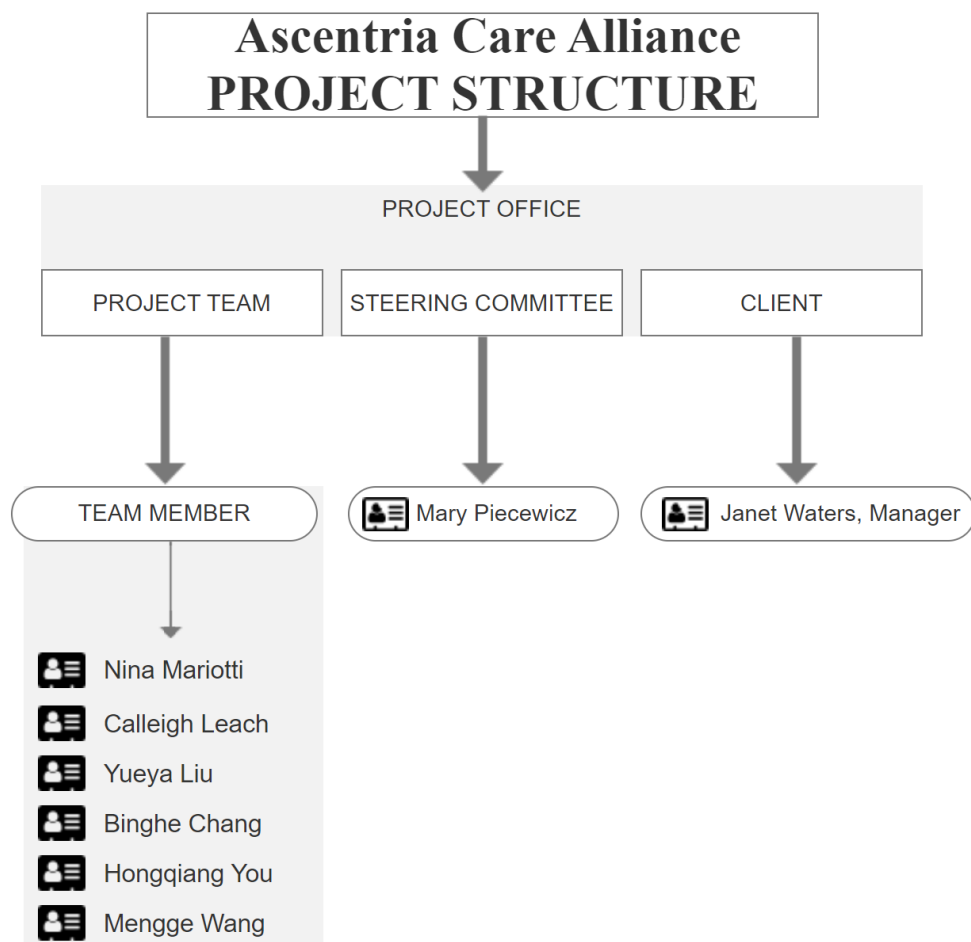 Ascentria Care Alliance
PROJECT STRUCTURE
PROJECT OFFICE
PROJECT TEAM
STEERING COMMITTEE
CLIENT
TEAM MEMBER
Mary Piecewicz
Janet Waters, Manager
Nina Mariotti
Calleigh Leach
Yueya Liu
Binghe Chang
Hongqiang You
Mengge Wang